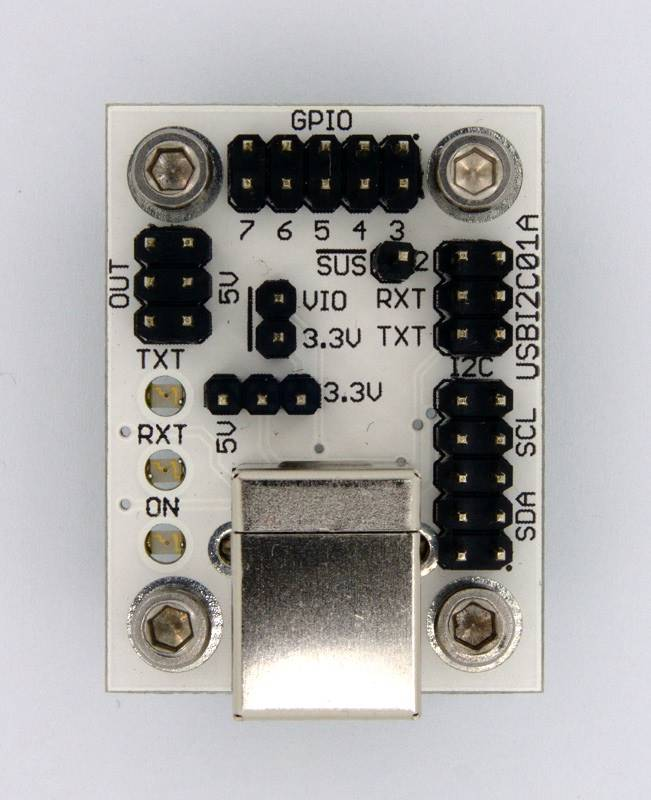 GPIO
7 6 5 4 3
SUS 2
OUT
5V
VIO
RXT
3.3V
TXT
USBI2C01A
TXT
I2C
3.3V
5V
RXT
SCL
ON
SDA